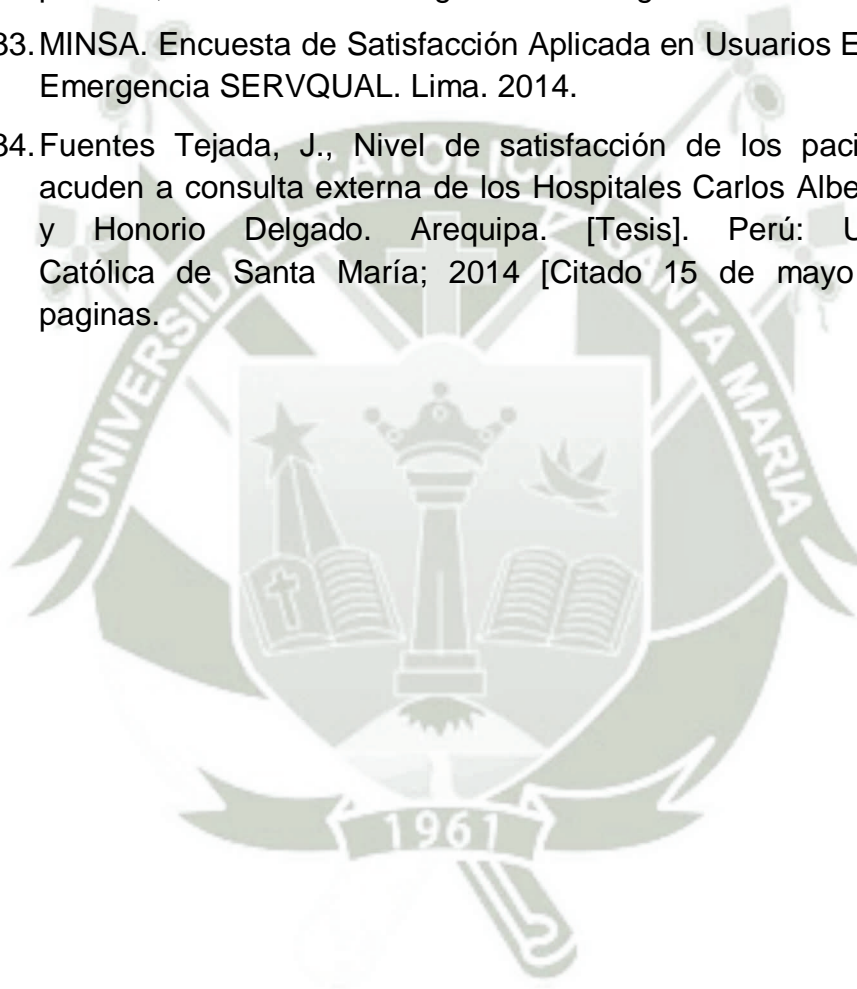 33. MINSA. Encuesta de Satisfacción Aplicada en Usuarios E
Emergencia SERVQUAL. Lima. 2014.
34. Fuentes Tejada, J., Nivel de satisfacción de los paci
acuden a consulta externa de los Hospitales Carlos Albe
y Honorio Delgado. Arequipa. [Tesis]. Perú: U
Católica de Santa María; 2014 [Citado 15 de mayo
paginas.
UNIVERSIDAD CATOLICA DE SANTA MARIA
1961